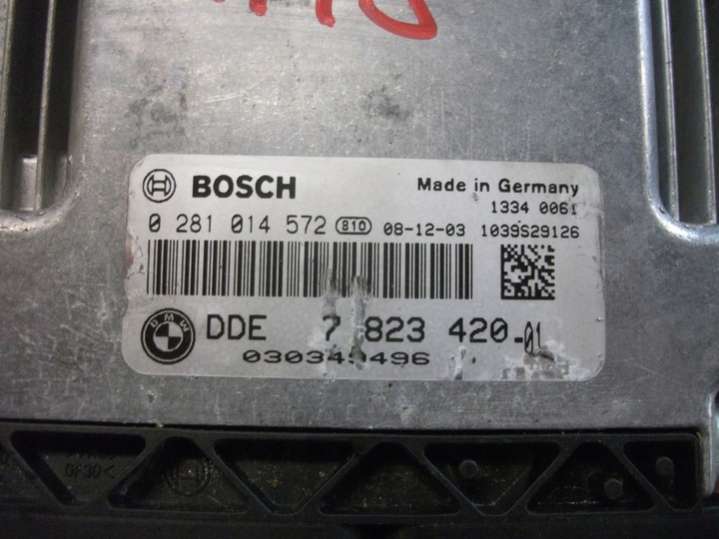 BOSCH Made in Germany
1334 0061
0 281 014 572 810 08-12-03 1039S29126
BMW DDE 7 823 420-01
030349496